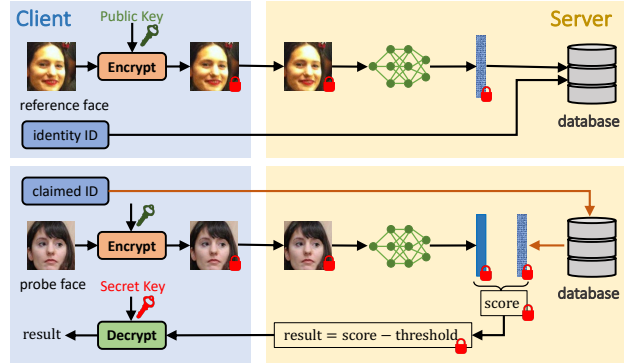 Client
Server
Public Key
Encrypt
reference face
identity ID
database
claimed ID
Encrypt
probe face
database
Secret Key
score
result
Decrypt
result = score − threshold